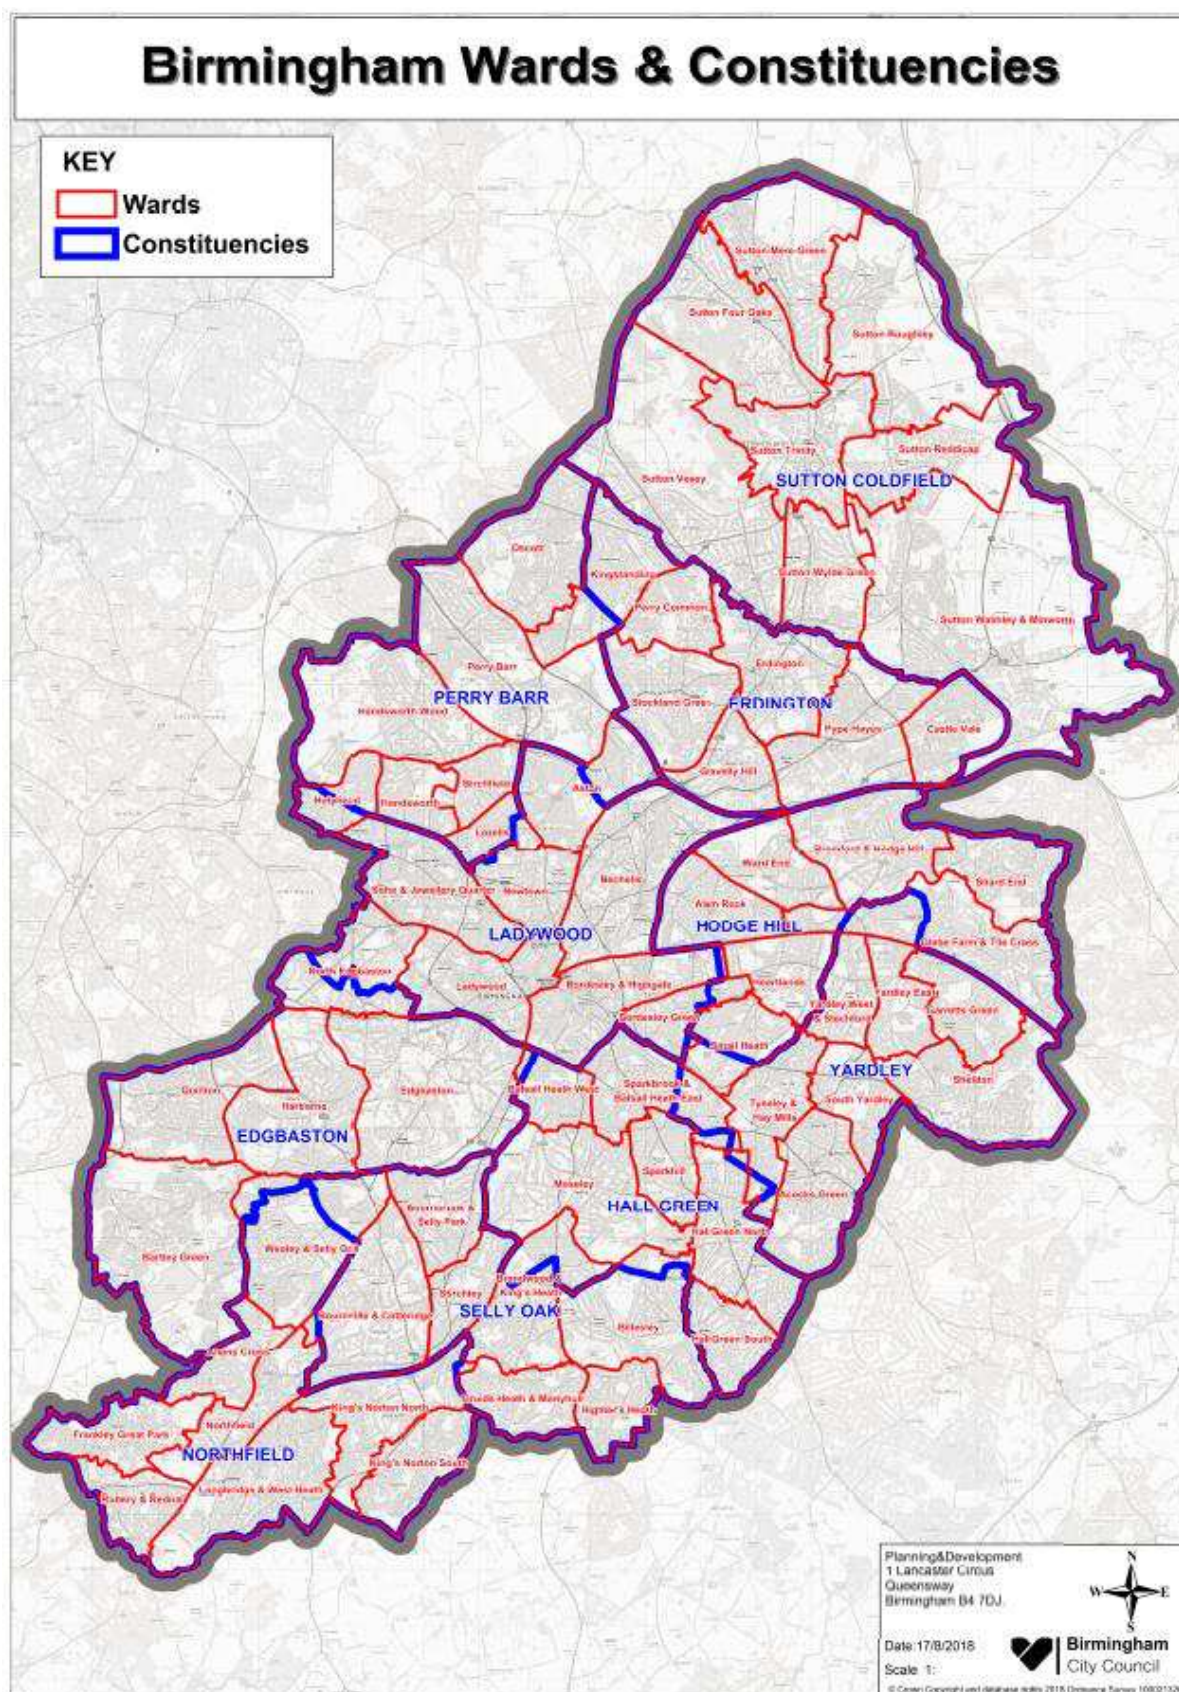 Birmingham Wards & Constituencies
KEY
Wards
Constituencies
Sutton Mere Green
Sutton Four Oaks
Sutton Roughley
Sutton Trinity
Sutton Reddicap
Sutton Vesey
SUTTON COLDFIELD
Oscott
Kingstanding
Sutton Wylde Green
Perry Common
Sutton Walmley & Minworth
Perry Barr
Erdington
PERRY BARR
Handsworth Wood
Stockland Green
ERDINGTON
Pype Hayes
Castle Vale
Gravelly Hill
Birchfield
Aston
Holyhead
Handsworth
Lozells
Bromford & Hodge Hill
Ward End
Nechells
Shard End
Soho & Jewellery Quarter
Newtown
Alum Rock
HODGE HILL
LADYWOOD
Glebe Farm & Tile Cross
North Edgbaston
Ladywood
Bordesley & Highgate
Heartlands
Yardley East
Yardley West
& Stechford
Garretts Green
Bordesley Green
Small Heath
YARDLEY
Sheldon
Quinton
Edgbaston
Balsall Heath West
Sparkbrook &
Balsall Heath East
Tyseley &
Hay Mills
South Yardley
Harborne
EDGBASTON
Sparkhill
Moseley
Acocks Green
HALL GREEN
Bournbrook &
Selly Park
Hall Green North
Bartley Green
Weoley & Selly Oak
Brandwood &
King's Heath
Stirchley
SELLY OAK
Bournville & Cotteridge
Billesley
Hall Green South
Allens Cross
Druids Heath & Monyhull
Highter's Heath
King's Norton North
Northfield
Frankley Great Park
NORTHFIELD
King's Norton South
Longbridge & West Heath
Rubery & Rednal
Planning&Development
1 Lancaster Circus
Queensway
Birmingham B4 7DJ.
N
W E
S
Date:17/8/2018
Scale 1:
Birmingham
City Council